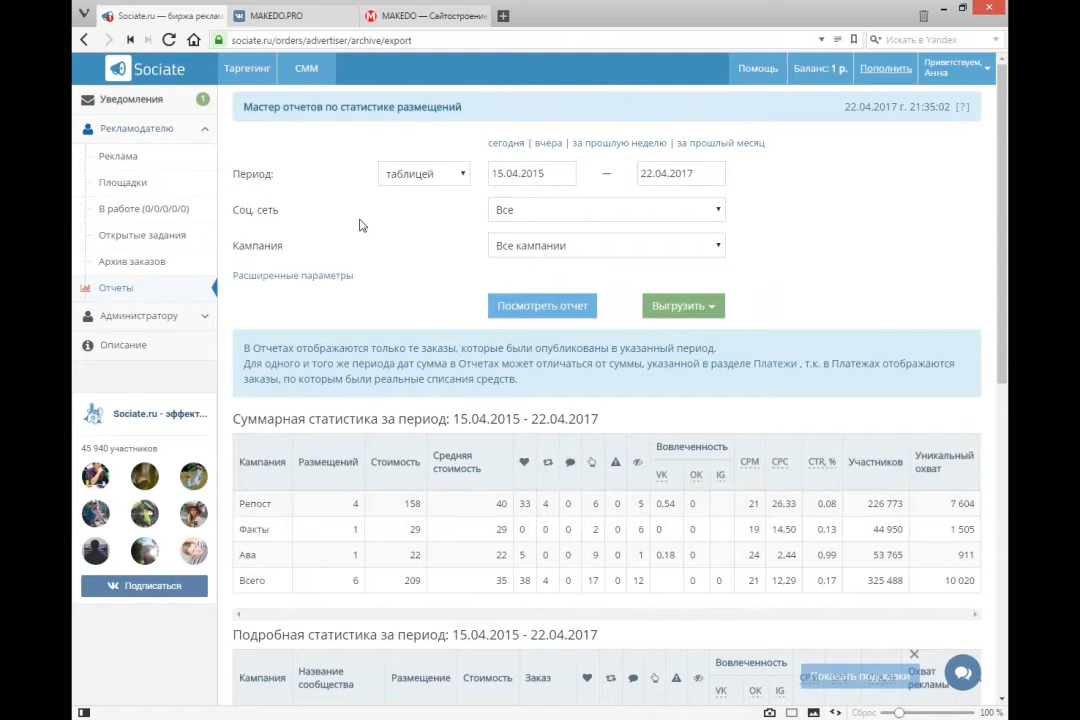 Sociate.ru — биржа реклам
MAKEDO.PRO
MAKEDO — Сайтостроение
sociate.ru/orders/advertiser/archive/export
Искать в Yandex
Sociate
Таргетинг
СММ
Помощь
Баланс: 1 р.
Пополнить
Приветствуем,
Анна
Уведомления
1
Рекламодателю
Реклама
Площадки
В работе (0/0/0/0/0)
Открытые задания
Архив заказов
Отчеты
Администратору
Описание
Sociate.ru - эффект...
45 940 участников
Подписаться
Мастер отчетов по статистике размещений
22.04.2017 г. 21:35:02 [?]
сегодня | вчера | за прошлую неделю | за прошлый месяц
Период:
таблицей
15.04.2015
—
22.04.2017
Соц. сеть
Все
Кампания
Все кампании
Расширенные параметры
Посмотреть отчет
Выгрузить
В Отчетах отображаются только те заказы, которые были опубликованы в указанный период.
Для одного и того же периода дат сумма в Отчетах может отличаться от суммы, указанной в разделе Платежи , т.к. в Платежах отображаются
заказы, по которым были реальные списания средств.
Суммарная статистика за период: 15.04.2015 - 22.04.2017
Кампания Размещений Стоимость Средняя стоимость Вовлеченность VK OK IG CPM CPC CTR, % Участников Уникальный охват
Репост 4 158 40 33 4 0 6 0 5 0,54 0 21 26,33 0,08 226 773 7 604
Факты 1 29 29 0 0 0 2 0 6 0 0 19 14,50 0,13 44 950 1 505
Ава 1 22 22 5 0 0 9 0 1 0,18 0 24 2,44 0,99 53 765 911
Всего 6 209 35 38 4 0 17 0 12 0 0 21 12,29 0,17 325 488 10 020
Подробная статистика за период: 15.04.2015 - 22.04.2017
Кампания Название сообщества Размещение Стоимость Заказ Вовлеченность VK OK IG Охват рекламы
Показать подсказки
Сброс
100 %